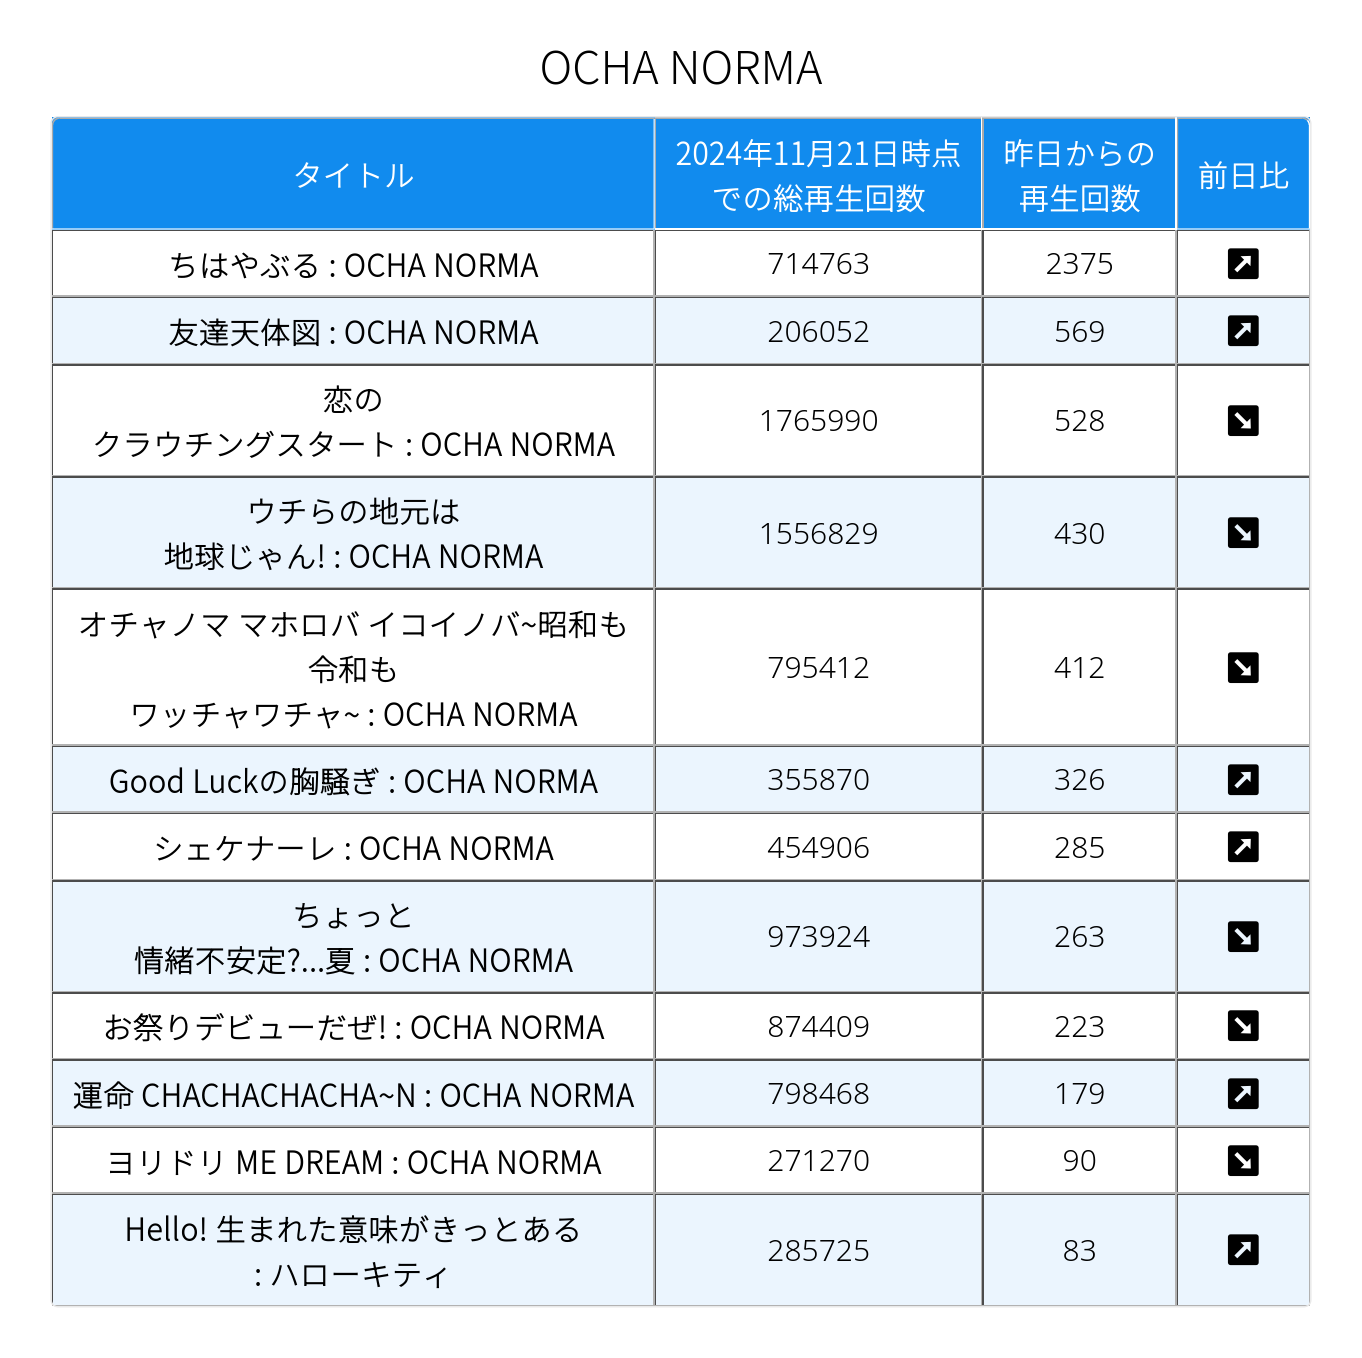 OCHA NORMA
タイトル
2024年11月21日時点
での総再生回数
昨日からの
再生回数
前日比
ちはやぶる : OCHA NORMA
714763
2375
友達天体図 : OCHA NORMA
206052
569
恋の
クラウチングスタート : OCHA NORMA
1765990
528
ウチらの地元は
地球じゃん! : OCHA NORMA
1556829
430
オチャノマ マホロバ イコイノバ~昭和も
令和も
ワッチャワチャ~ : OCHA NORMA
795412
412
Good Luckの胸騒ぎ : OCHA NORMA
355870
326
シェケナーレ : OCHA NORMA
454906
285
ちょっと
情緒不安定?...夏 : OCHA NORMA
973924
263
お祭りデビューだぜ! : OCHA NORMA
874409
223
運命 CHACHACHACHA~N : OCHA NORMA
798468
179
ヨリドリ ME DREAM : OCHA NORMA
271270
90
Hello! 生まれた意味がきっとある
: ハローキティ
285725
83